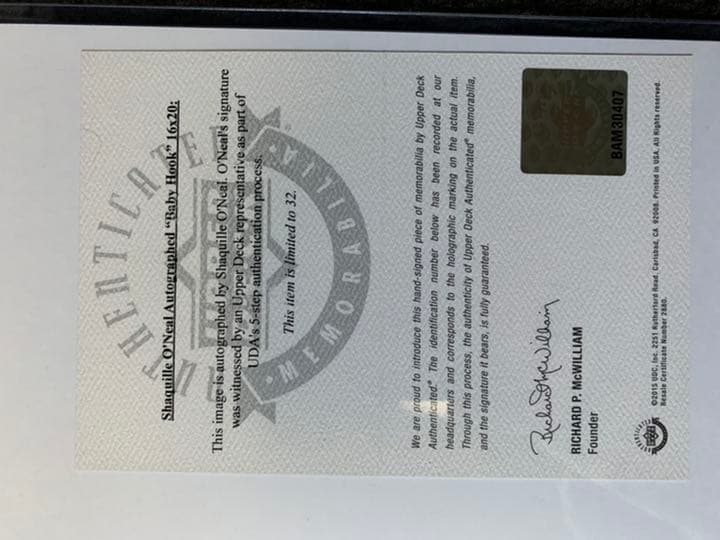 AUTHENTICATED
MEMORABILIA
Shaquille O'Neal Autographed "Baby Hook" 16x20:
This image is autographed by Shaquille O'Neal. O'Neal's signature
was witnessed by an Upper Deck representative as part of
UDA's 5-step authentication process.
This item is limited to 32.
We are proud to introduce this hand-signed piece of memorabilia by Upper Deck
Authenticated® The identification number below has been recorded at our
headquarters and corresponds to the holographic marking on the actual item.
Through this process, the authenticity of Upper Deck Authenticated® memorabilia,
and the signature it bears, is fully guaranteed.
BAM30407
Richard P. McWilliam
RICHARD P. McWILLIAM
Founder
©2015 UDC, Inc. 2251 Rutherford Road, Carlsbad, CA 92008. Printed in USA. All Rights reserved.
Resale Certificate Number 2880.